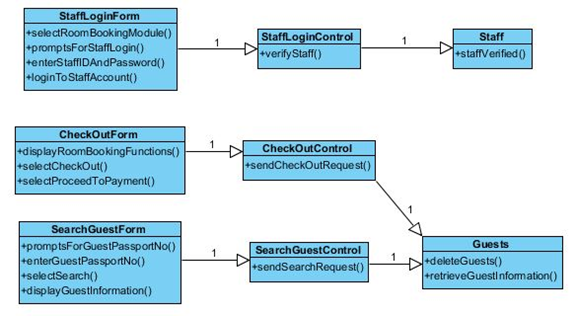 StaffLoginForm
+selectRoomBookingModule()
+promptsForStaffLogin()
+enterStaffIDAndPassword()
+loginToStaffAccount()
1
StaffLoginControl
+verifyStaff()
1
Staff
+staffVerified()
CheckOutForm
+displayRoomBookingFunctions()
+selectCheckOut()
+selectProceedToPayment()
1
CheckOutControl
+sendCheckOutRequest()
1
SearchGuestForm
+promptsForGuestPassportNo()
+enterGuestPassportNo()
+selectSearch()
+displayGuestInformation()
1
SearchGuestControl
+sendSearchRequest()
1
Guests
+deleteGuests()
+retrieveGuestInformation()